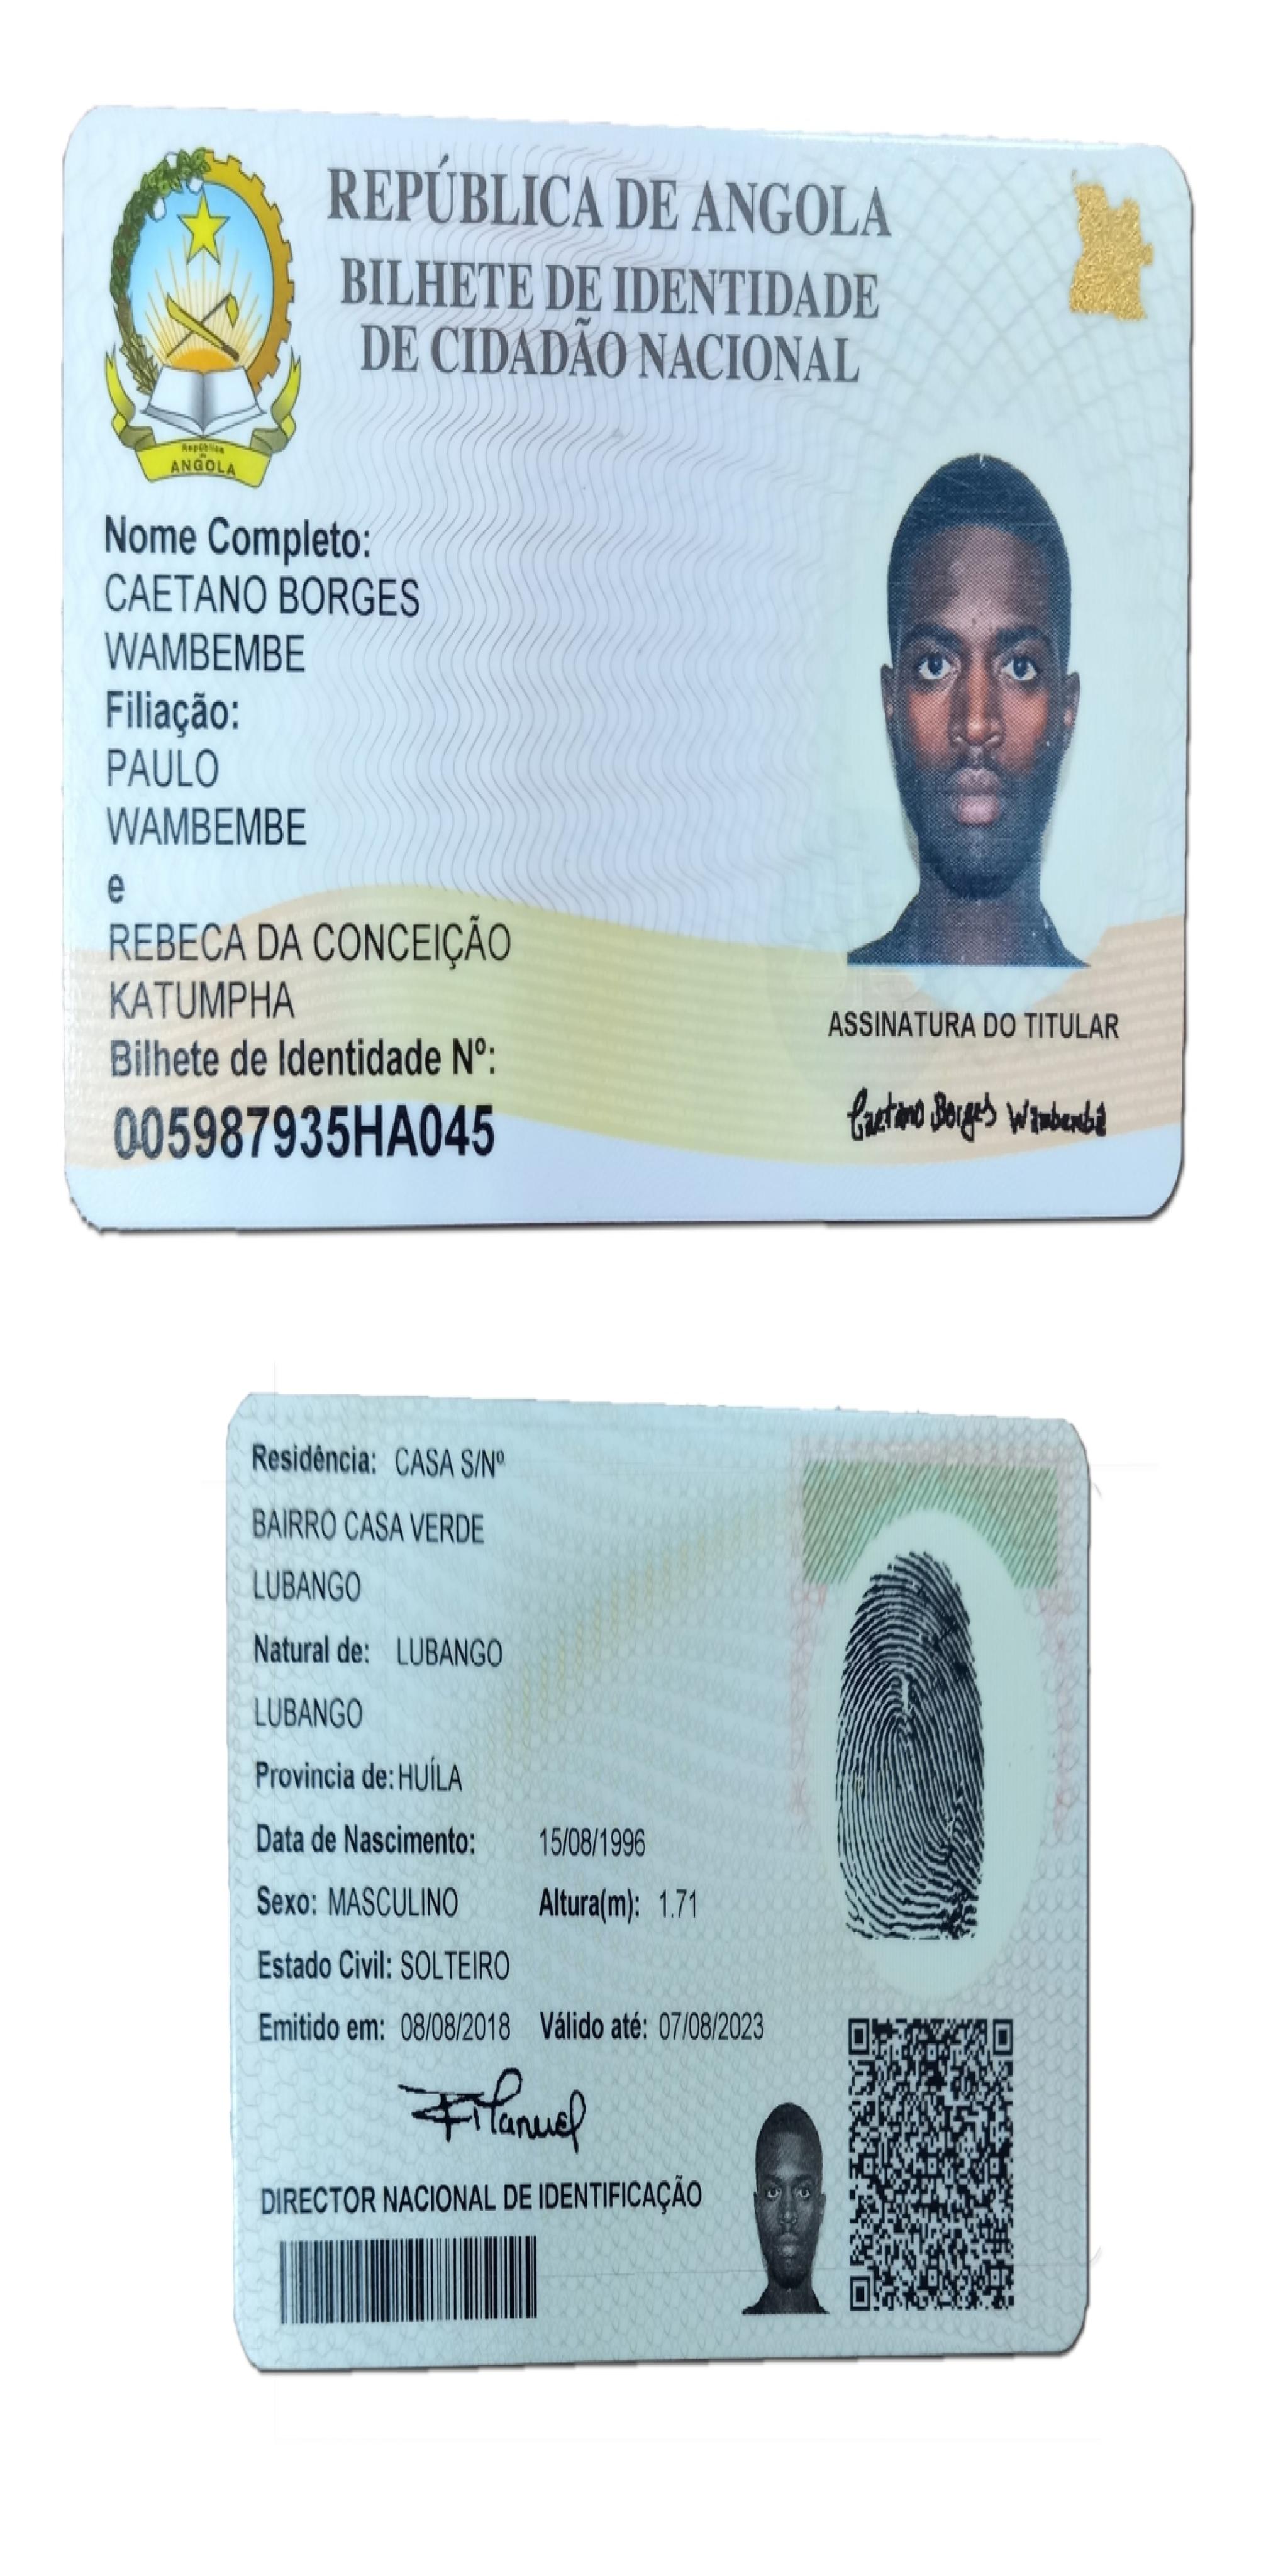 REPÚBLICA DE ANGOLA
BILHETE DE IDENTIDADE
DE CIDADÃO NACIONAL
República
de
ANGOLA
Nome Completo:
CAETANO BORGES
WAMBEMBE
Filiação:
PAULO
WAMBEMBE
e
REBECA DA CONCEIÇÃO
KATUMPHA
Bilhete de Identidade Nº:
005987935HA045
ASSINATURA DO TITULAR
Caetano Borges Wambembe
Residência: CASA S/Nº
BAIRRO CASA VERDE
LUBANGO
Natural de: LUBANGO
LUBANGO
Provincia de: HUÍLA
Data de Nascimento: 15/08/1996
Sexo: MASCULINO Altura(m): 1.71
Estado Civil: SOLTEIRO
Emitido em: 08/08/2018 Válido até: 07/08/2023
DIRECTOR NACIONAL DE IDENTIFICAÇÃO